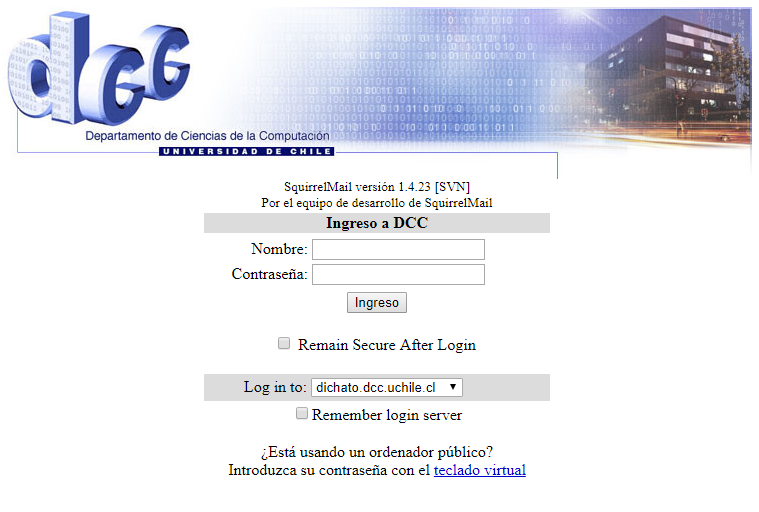 dcc
Departamento de Ciencias de la Computación
UNIVERSIDAD DE CHILE
SquirrelMail versión 1.4.23 [SVN]
Por el equipo de desarrollo de SquirrelMail
Ingreso a DCC
Nombre:
Contraseña:
Ingreso
Remain Secure After Login
Log in to: dichato.dcc.uchile.cl
Remember login server
¿Está usando un ordenador público?
Introduzca su contraseña con el teclado virtual